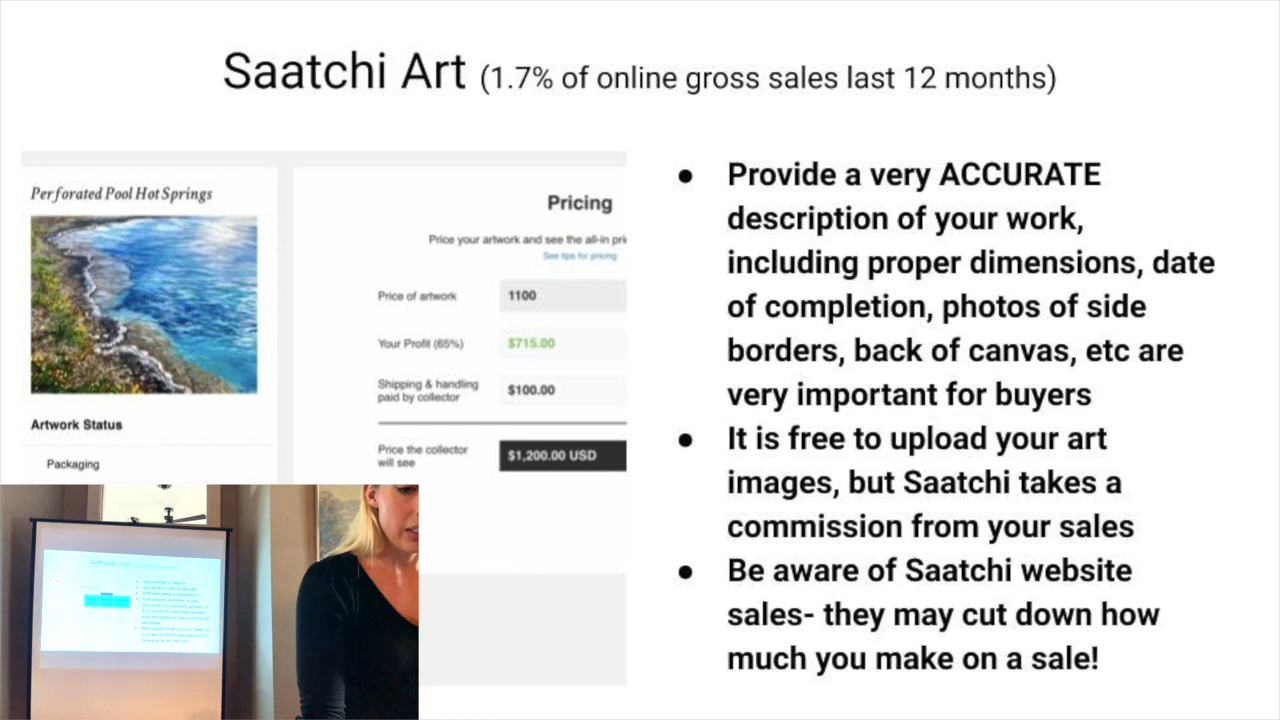 Saatchi Art (1.7% of online gross sales last 12 months)
Perforated Pool Hot Springs
Artwork Status
Packaging
Pricing
Price your artwork and see the all-in
See tips for pricing
Price of artwork 1100
Your Profit (65%) $715.00
Shipping & handling
paid by collector $100.00
Price the collector
will see $1,200.00 USD
● Provide a very ACCURATE
description of your work,
including proper dimensions, date
of completion, photos of side
borders, back of canvas, etc are
very important for buyers
● It is free to upload your art
images, but Saatchi takes a
commission from your sales
● Be aware of Saatchi website
sales- they may cut down how
much you make on a sale!